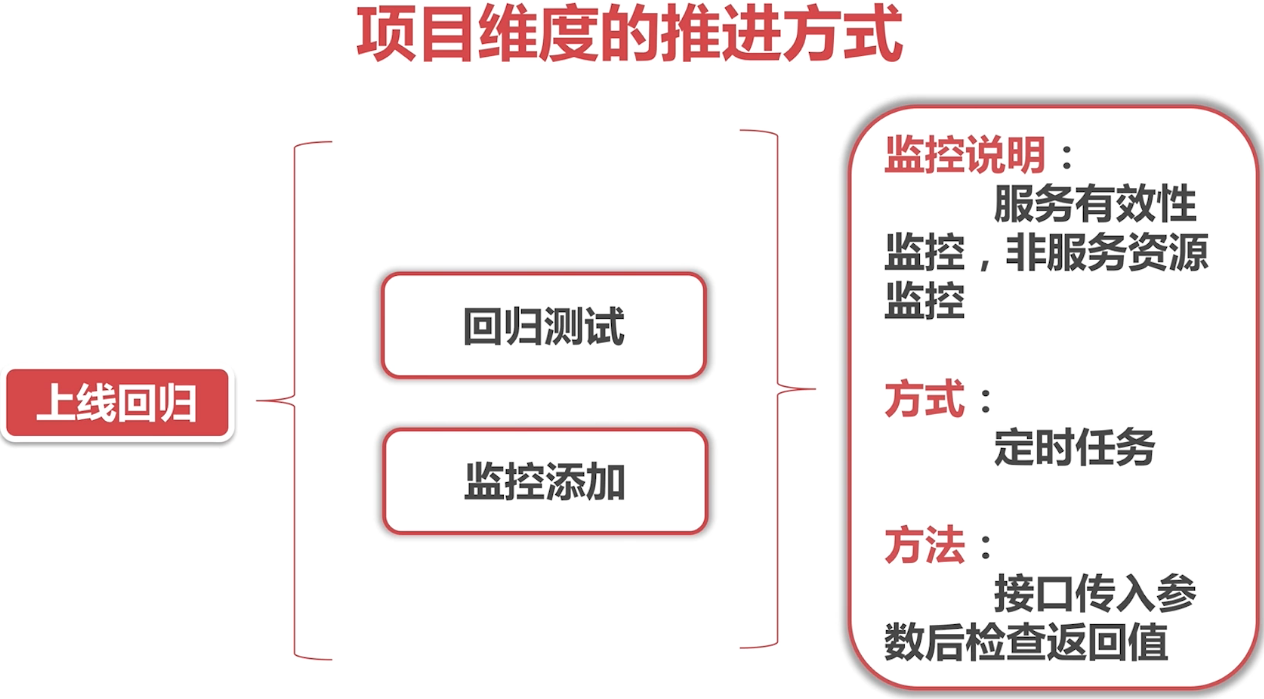 项目维度的推进方式
上线回归
回归测试
监控添加
监控说明：
服务有效性
监控，非服务资源
监控
方式：
定时任务
方法：
接口传入参
数后检查返回值